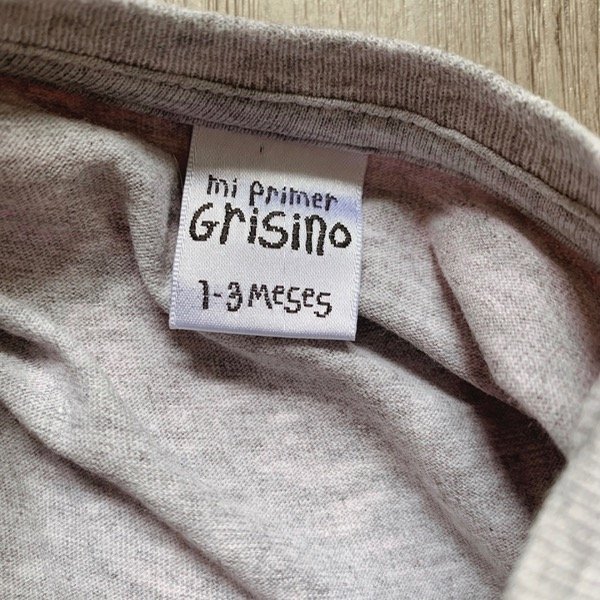 mi primer
Grisino
1-3 Meses